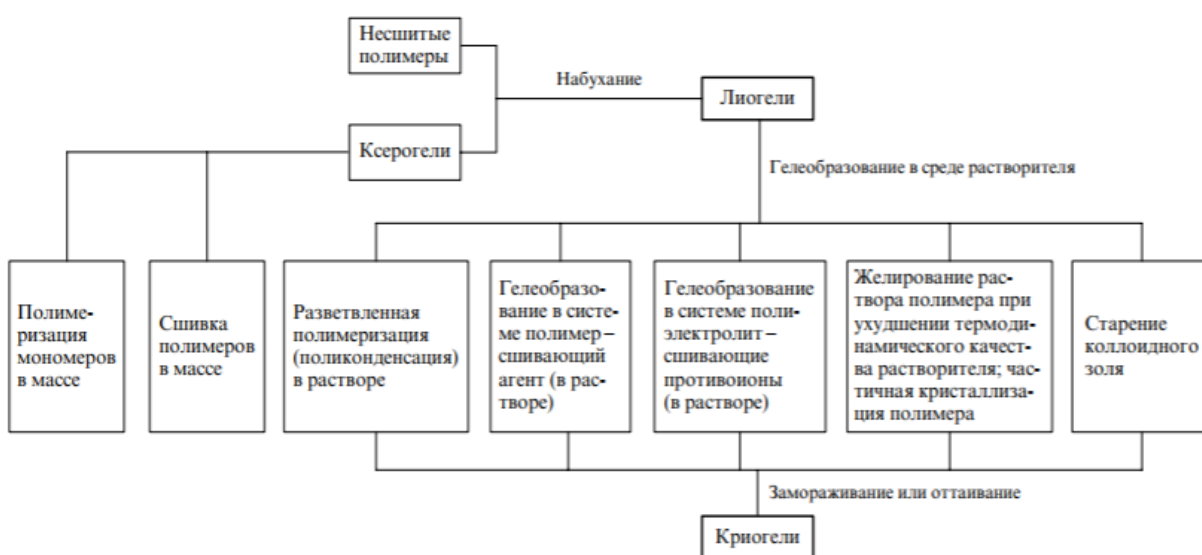 Несшитые
полимеры
Набухание
Лиогели
Ксерогели
Гелеобразование в среде растворителя
Полиме-
ризация
мономеров
в массе
Сшивка
полимеров
в массе
Разветвленная
полимеризация
(поликонденсация)
в растворе
Гелеобразо-
вание в систе-
ме полимер –
сшивающий
агент (в рас-
творе)
Гелеобразование
в системе поли-
электролит –
сшивающие
противоионы
(в растворе)
Желирование рас-
твора полимера при
ухудшении термоди-
намического качест-
ва растворителя; час-
тичная кристаллиза-
ция полимера
Старение
коллоидного
золя
Замораживание или оттаивание
Криогели